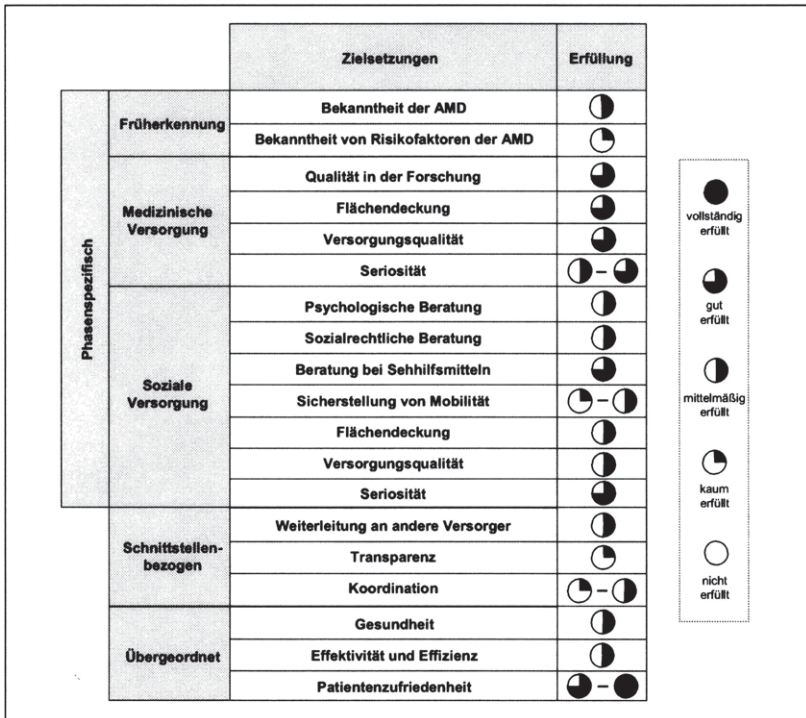 Zielsetzungen Erfüllung
Phasenspezifisch
Früherkennung
Bekanntheit der AMD
Bekanntheit von Risikofaktoren der AMD
Medizinische
Versorgung
Qualität in der Forschung
Flächendeckung
Versorgungsqualität
Seriosität
Soziale
Versorgung
Psychologische Beratung
Sozialrechtliche Beratung
Beratung bei Sehhilfsmitteln
Sicherstellung von Mobilität
Flächendeckung
Versorgungsqualität
Seriosität
Schnittstellen-
bezogen
Weiterleitung an andere Versorger
Transparenz
Koordination
Übergeordnet
Gesundheit
Effektivität und Effizienz
Patientenzufriedenheit
vollständig
erfüllt
gut
erfüllt
mittelmäßig
erfüllt
kaum
erfüllt
nicht
erfüllt